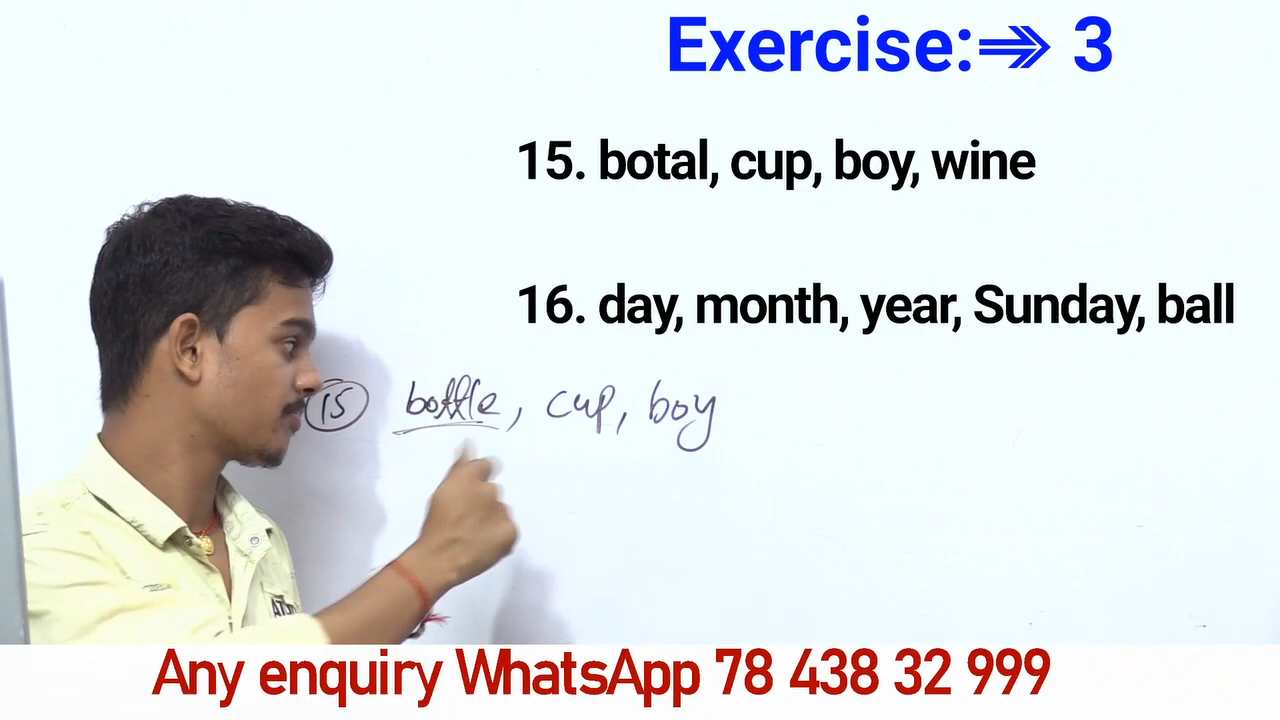 Exercise:⇛ 3
15. botal, cup, boy, wine
16. day, month, year, Sunday, ball
15 bottle, cup, boy
Any enquiry WhatsApp 78 438 32 999